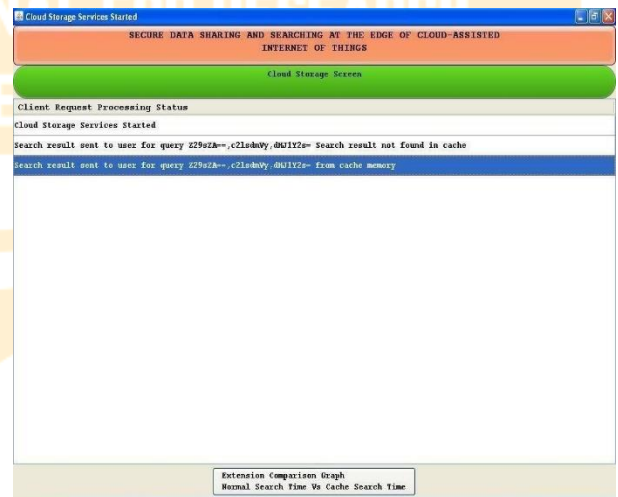 Cloud Storage Services Started
SECURE DATA SHARING AND SEARCHING AT THE EDGE OF CLOUD-ASSISTED
INTERNET OF THINGS
Cloud Storage Screen
Client Request Processing Status
Cloud Storage Services Started
Search result sent to user for query Z29sZA==,c2lsdmVy,dHJ1Y2s= Search result not found in cache
Search result sent to user for query Z29sZA==,c2lsdmVy,dHJ1Y2s= from cache memory
Extension Comparison Graph
Normal Search Time Vs Cache Search Time